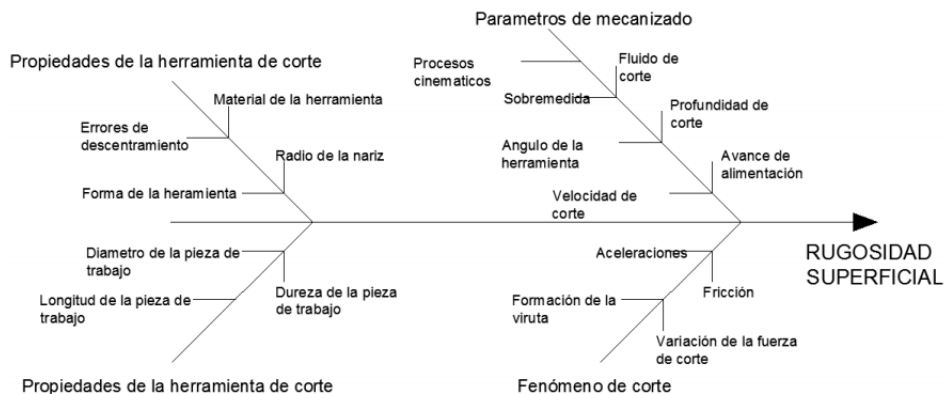 Parametros de mecanizado
Propiedades de la herramienta de corte
Procesos
cinematicos
Fluido de
corte
Sobremedida
Material de la herramienta
Profundidad de
corte
Errores de
descentramiento
Radio de la nariz
Angulo de la
herramienta
Avance de
alimentación
Forma de la heramienta
Velocidad de
corte
RUGOSIDAD
SUPERFICIAL
Diametro de la pieza de
trabajo
Aceleraciones
Longitud de la pieza de
trabajo
Dureza de la pieza
de trabajo
Formación de la
viruta
Fricción
Variación de la fuerza
de corte
Propiedades de la herramienta de corte
Fenómeno de corte